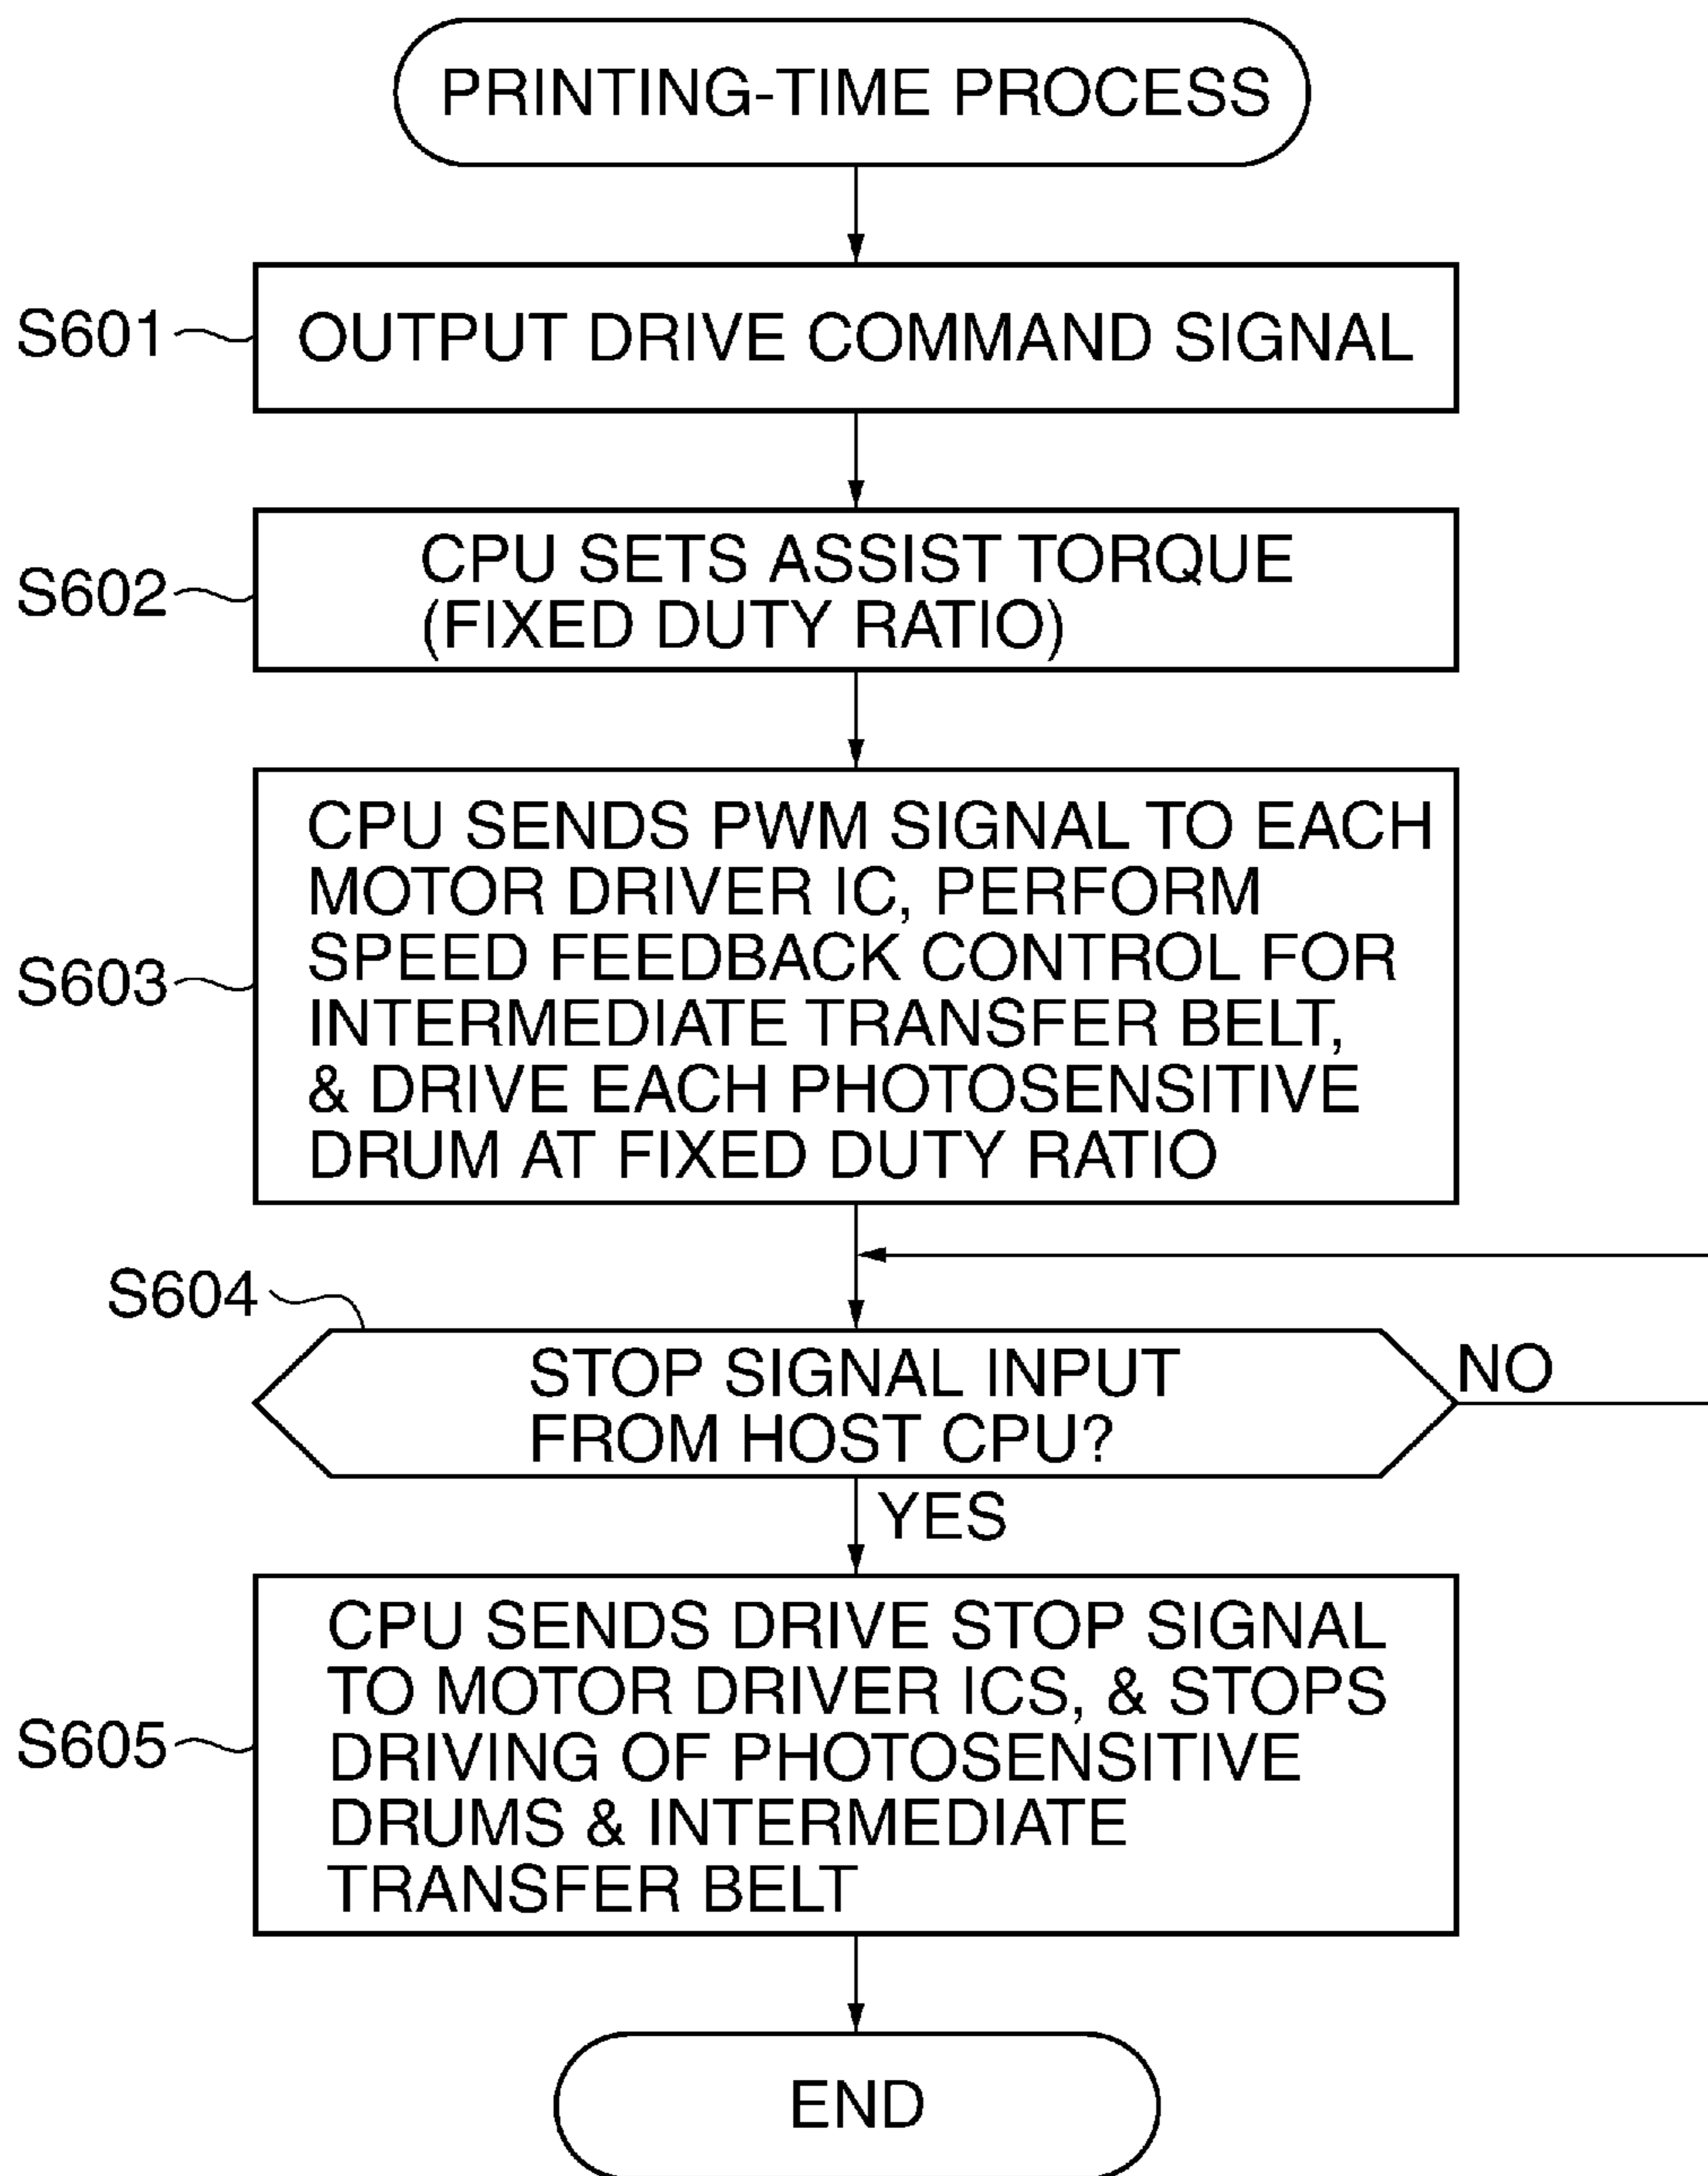 PRINTING-TIME PROCESS
S601
OUTPUT DRIVE COMMAND SIGNAL
S602
CPU SETS ASSIST TORQUE
(FIXED DUTY RATIO)
S603
CPU SENDS PWM SIGNAL TO EACH
MOTOR DRIVER IC, PERFORM
SPEED FEEDBACK CONTROL FOR
INTERMEDIATE TRANSFER BELT,
& DRIVE EACH PHOTOSENSITIVE
DRUM AT FIXED DUTY RATIO
S604
STOP SIGNAL INPUT
FROM HOST CPU?
NO
YES
S605
CPU SENDS DRIVE STOP SIGNAL
TO MOTOR DRIVER ICS, & STOPS
DRIVING OF PHOTOSENSITIVE
DRUMS & INTERMEDIATE
TRANSFER BELT
END